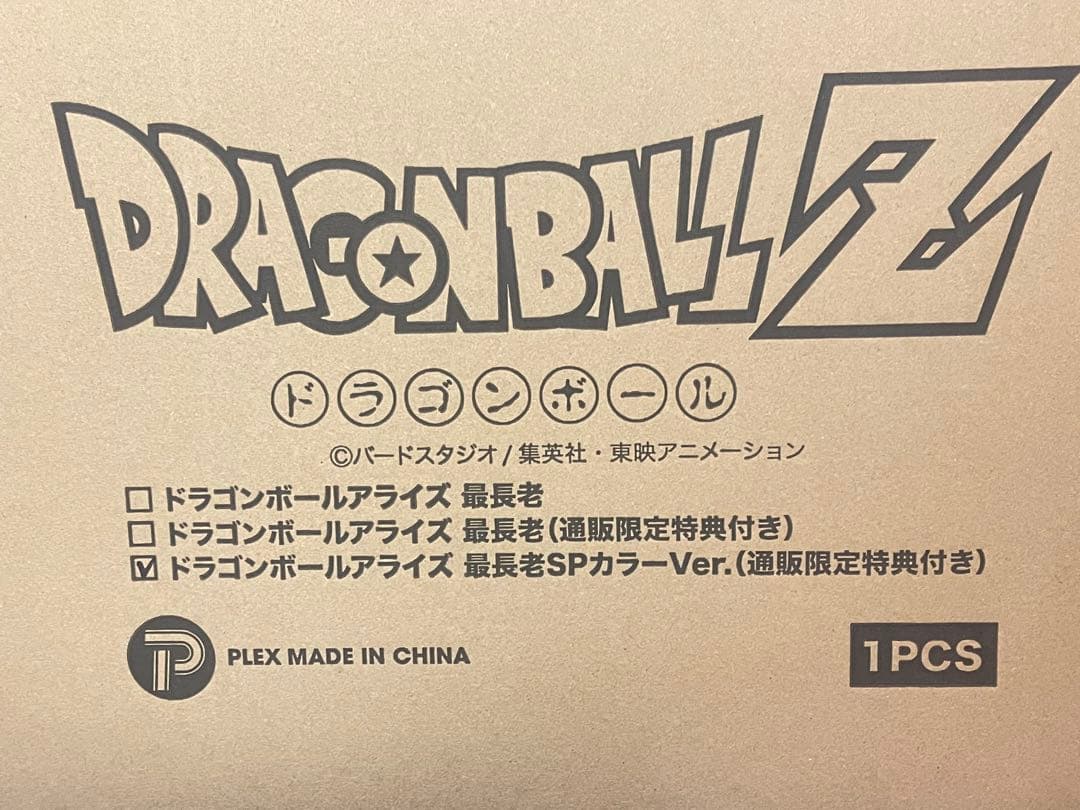 DRAGONBALL Z
ドラゴンボール
©バードスタジオ/集英社・東映アニメーション
☐ ドラゴンボールアライズ 最長老
☐ ドラゴンボールアライズ 最長老(通販限定特典付き)
☑ ドラゴンボールアライズ 最長老SPカラーVer.(通販限定特典付き)
P PLEX MADE IN CHINA
1PCS